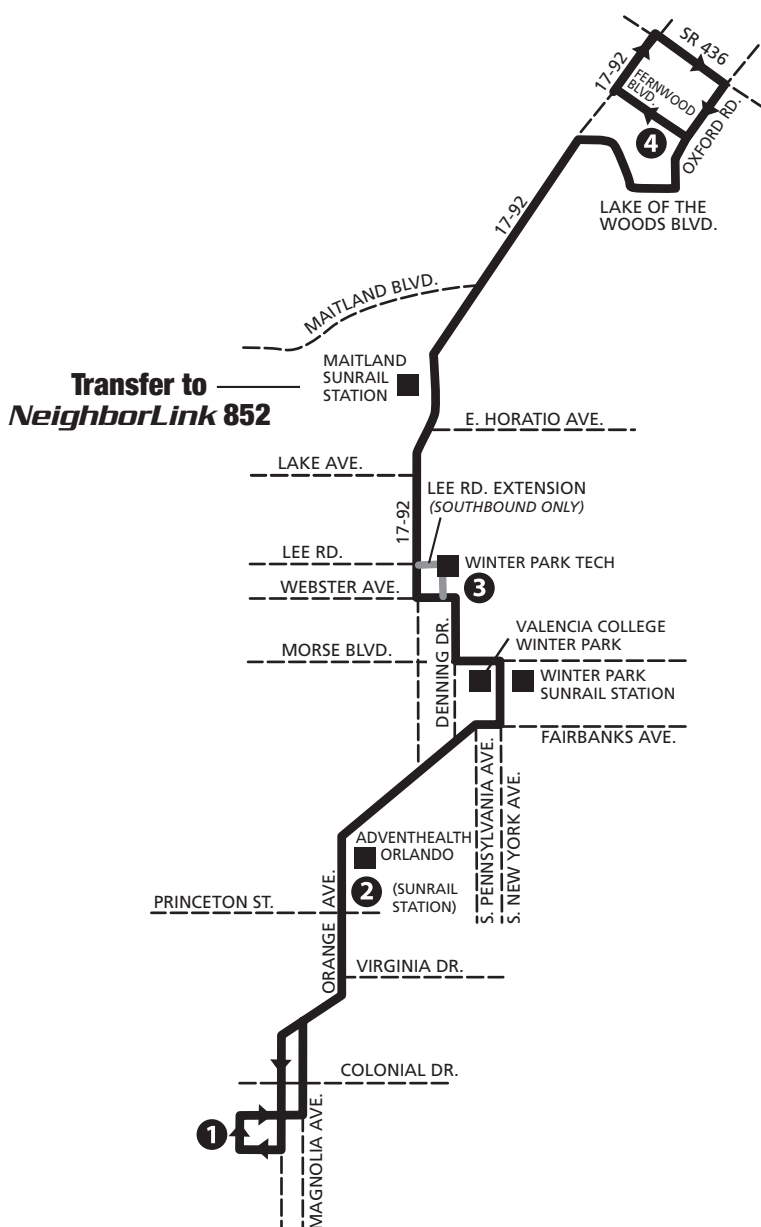 SR 436
17-92
FERNWOOD
BLVD.
OXFORD RD.
4
LAKE OF THE
WOODS BLVD.
17-92
MAITLAND BLVD.
MAITLAND
SUNRAIL
STATION
Transfer to
NeighborLink 852
E. HORATIO AVE.
LAKE AVE.
LEE RD. EXTENSION
(SOUTHBOUND ONLY)
17-92
LEE RD.
WINTER PARK TECH
WEBSTER AVE.
3
VALENCIA COLLEGE
WINTER PARK
DENNING DR.
MORSE BLVD.
WINTER PARK
SUNRAIL STATION
FAIRBANKS AVE.
S. PENNSYLVANIA AVE.
S. NEW YORK AVE.
ADVENTHEALTH
ORLANDO
2
(SUNRAIL
STATION)
PRINCETON ST.
ORANGE AVE.
VIRGINIA DR.
COLONIAL DR.
1
MAGNOLIA AVE.